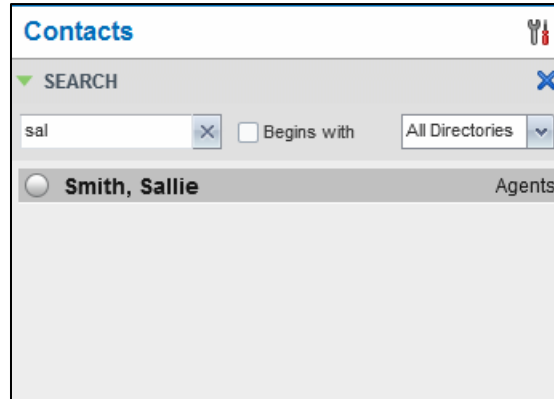 Contacts
SEARCH
sal Begins with All Directories
Smith, Sallie Agents